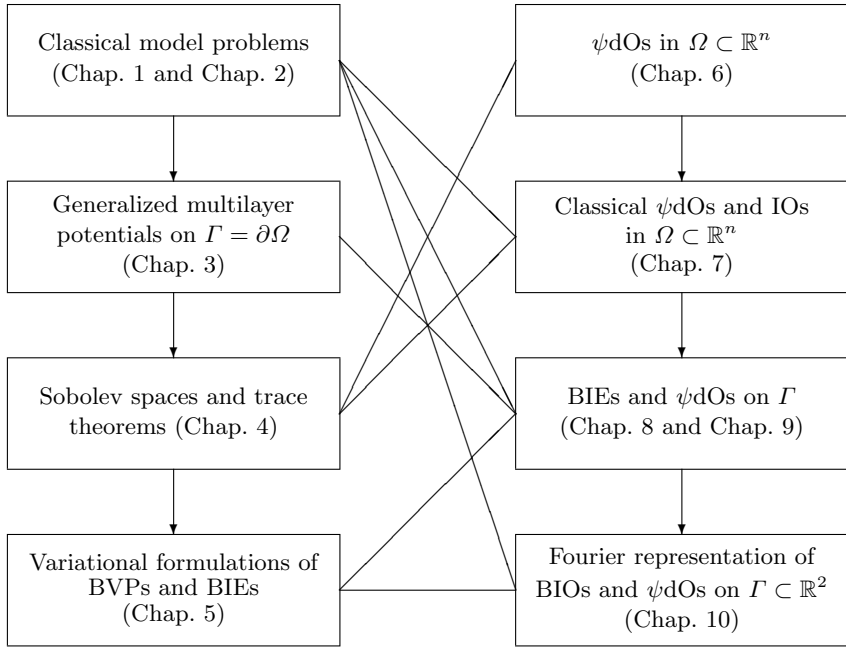 Classical model problems
(Chap. 1 and Chap. 2)
Generalized multilayer
potentials on Γ = ∂Ω
(Chap. 3)
Sobolev spaces and trace
theorems (Chap. 4)
Variational formulations of
BVPs and BIEs
(Chap. 5)
ψdOs in Ω ⊂ ℝⁿ
(Chap. 6)
Classical ψdOs and IOs
in Ω ⊂ ℝⁿ
(Chap. 7)
BIEs and ψdOs on Γ
(Chap. 8 and Chap. 9)
Fourier representation of
BIOs and ψdOs on Γ ⊂ ℝ²
(Chap. 10)